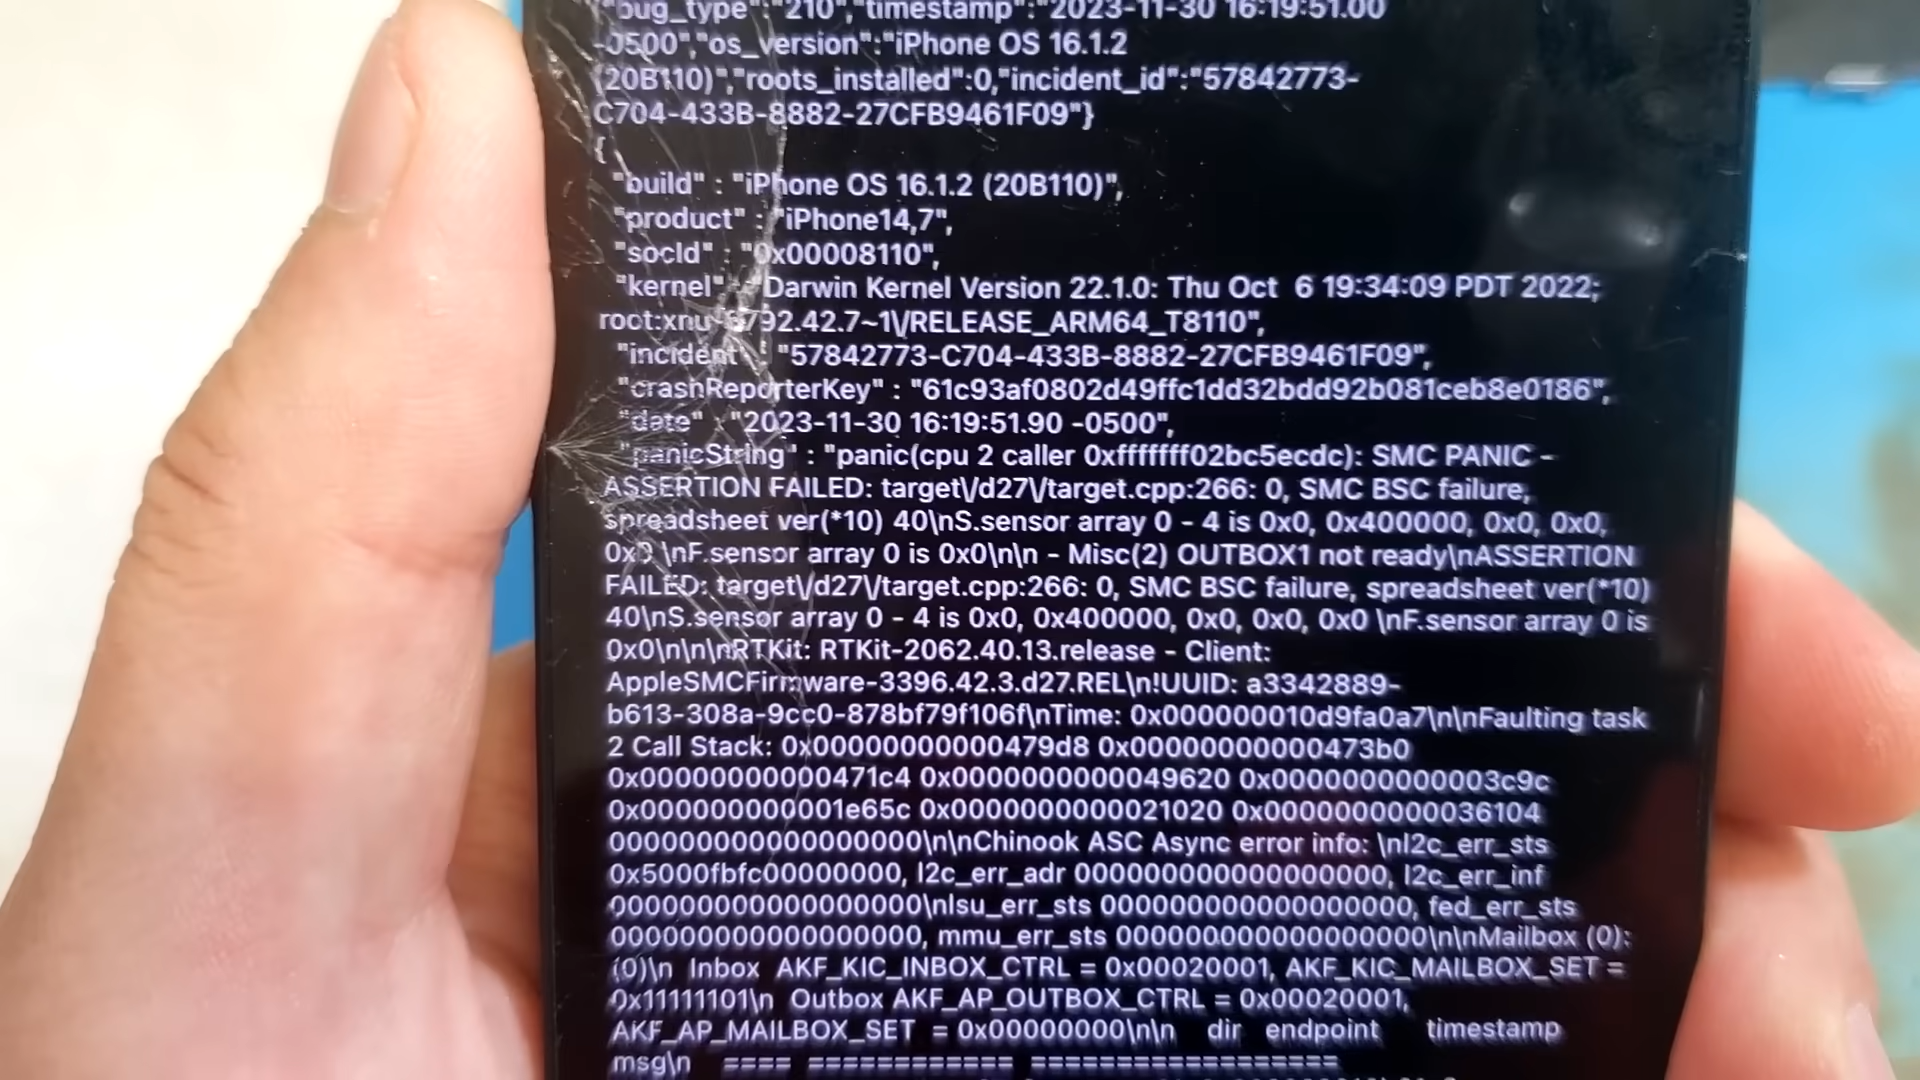 "bug_type":"210","timestamp":"2023-11-30 16:19:51.00
-0500","os_version":"iPhone OS 16.1.2
(20B110)","roots_installed":0,"incident_id":"57842773-
C704-433B-8882-27CFB9461F09"}
{
"build" : "iPhone OS 16.1.2 (20B110)",
"product" : "iPhone14,7",
"socId" : "0x00008110",
"kernel" : "Darwin Kernel Version 22.1.0: Thu Oct  6 19:34:09 PDT 2022;
root:xnu-8792.42.7~1\/RELEASE_ARM64_T8110",
"incident" : "57842773-C704-433B-8882-27CFB9461F09",
"crashReporterKey" : "61c93af0802d49ffc1dd32bdd92b081ceb8e0186",
"date" : "2023-11-30 16:19:51.90 -0500",
"panicString" : "panic(cpu 2 caller 0xfffffff02bc5ecdc): SMC PANIC -
ASSERTION FAILED: target\/d27\/target.cpp:266: 0, SMC BSC failure,
spreadsheet ver(*10) 40\nS.sensor array 0 - 4 is 0x0, 0x400000, 0x0, 0x0,
0x0 \nF.sensor array 0 is 0x0\n\n - Misc(2) OUTBOX1 not ready\nASSERTION
FAILED: target\/d27\/target.cpp:266: 0, SMC BSC failure, spreadsheet ver(*10)
40\nS.sensor array 0 - 4 is 0x0, 0x400000, 0x0, 0x0, 0x0 \nF.sensor array 0 is
0x0\n\n\nRTKit: RTKit-2062.40.13.release - Client:
AppleSMCFirmware-3396.42.3.d27.REL\n!UUID: a3342889-
b613-308a-9cc0-878bf79f106f\nTime: 0x000000010d9fa0a7\n\nFaulting task
2 Call Stack: 0x00000000000479d8 0x00000000000473b0
0x00000000000471c4 0x0000000000049620 0x0000000000003c9c
0x000000000001e65c 0x0000000000021020 0x0000000000036104
000000000000000000\n\nChinook ASC Async error info: \nI2c_err_sts
0x5000fbfc00000000, I2c_err_adr 000000000000000000, I2c_err_inf
000000000000000000\nlsu_err_sts 000000000000000000, fed_err_sts
000000000000000000, mmu_err_sts 000000000000000000\n\nMailbox (0):
(0)\n  Inbox  AKF_KIC_INBOX_CTRL = 0x00020001, AKF_KIC_MAILBOX_SET =
0x11111101\n  Outbox AKF_AP_OUTBOX_CTRL = 0x00020001,
AKF_AP_MAILBOX_SET  = 0x00000000\n\n    dir   endpoint      timestamp
msg\n    ==== ============ ==================